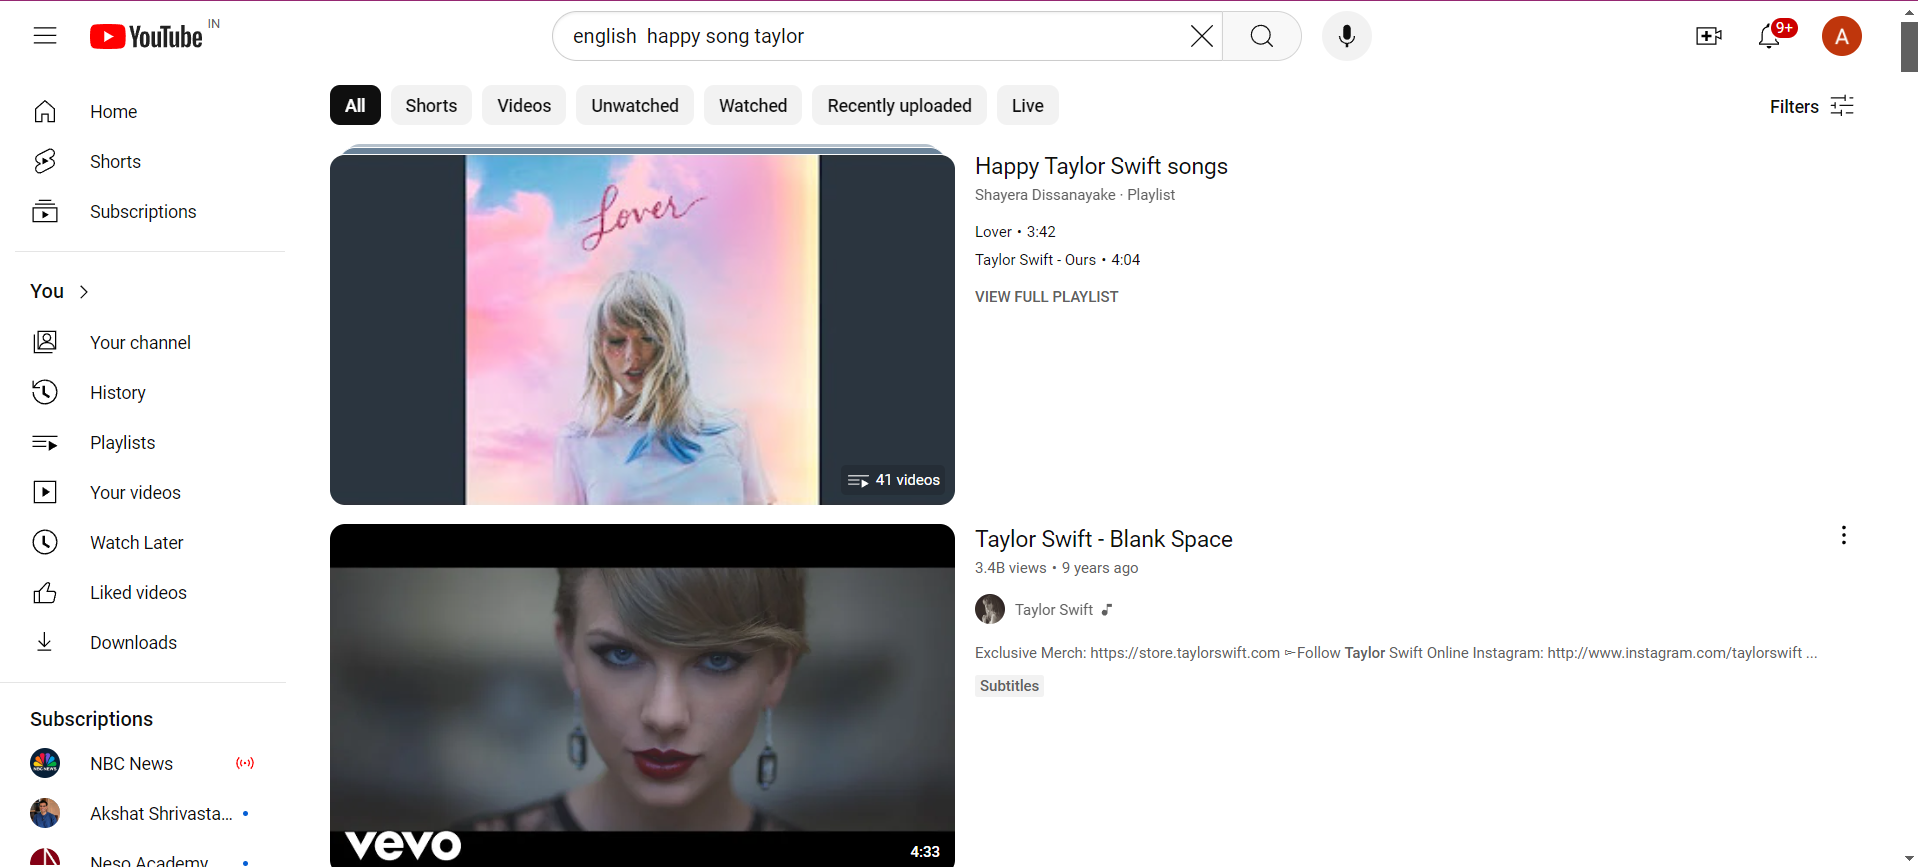 YouTube IN
english  happy song taylor
9+
A
Home
Shorts
Subscriptions
You
Your channel
History
Playlists
Your videos
Watch Later
Liked videos
Downloads
Subscriptions
NBC News
Akshat Shrivasta...
Neso Academy
All Shorts Videos Unwatched Watched Recently uploaded Live
Filters
Lover
41 videos
Happy Taylor Swift songs
Shayera Dissanayake · Playlist
Lover • 3:42
Taylor Swift - Ours • 4:04
VIEW FULL PLAYLIST
vevo
4:33
Taylor Swift - Blank Space
3.4B views • 9 years ago
Taylor Swift
Exclusive Merch: https://store.taylorswift.com ►Follow Taylor Swift Online Instagram: http://www.instagram.com/taylorswift ...
Subtitles